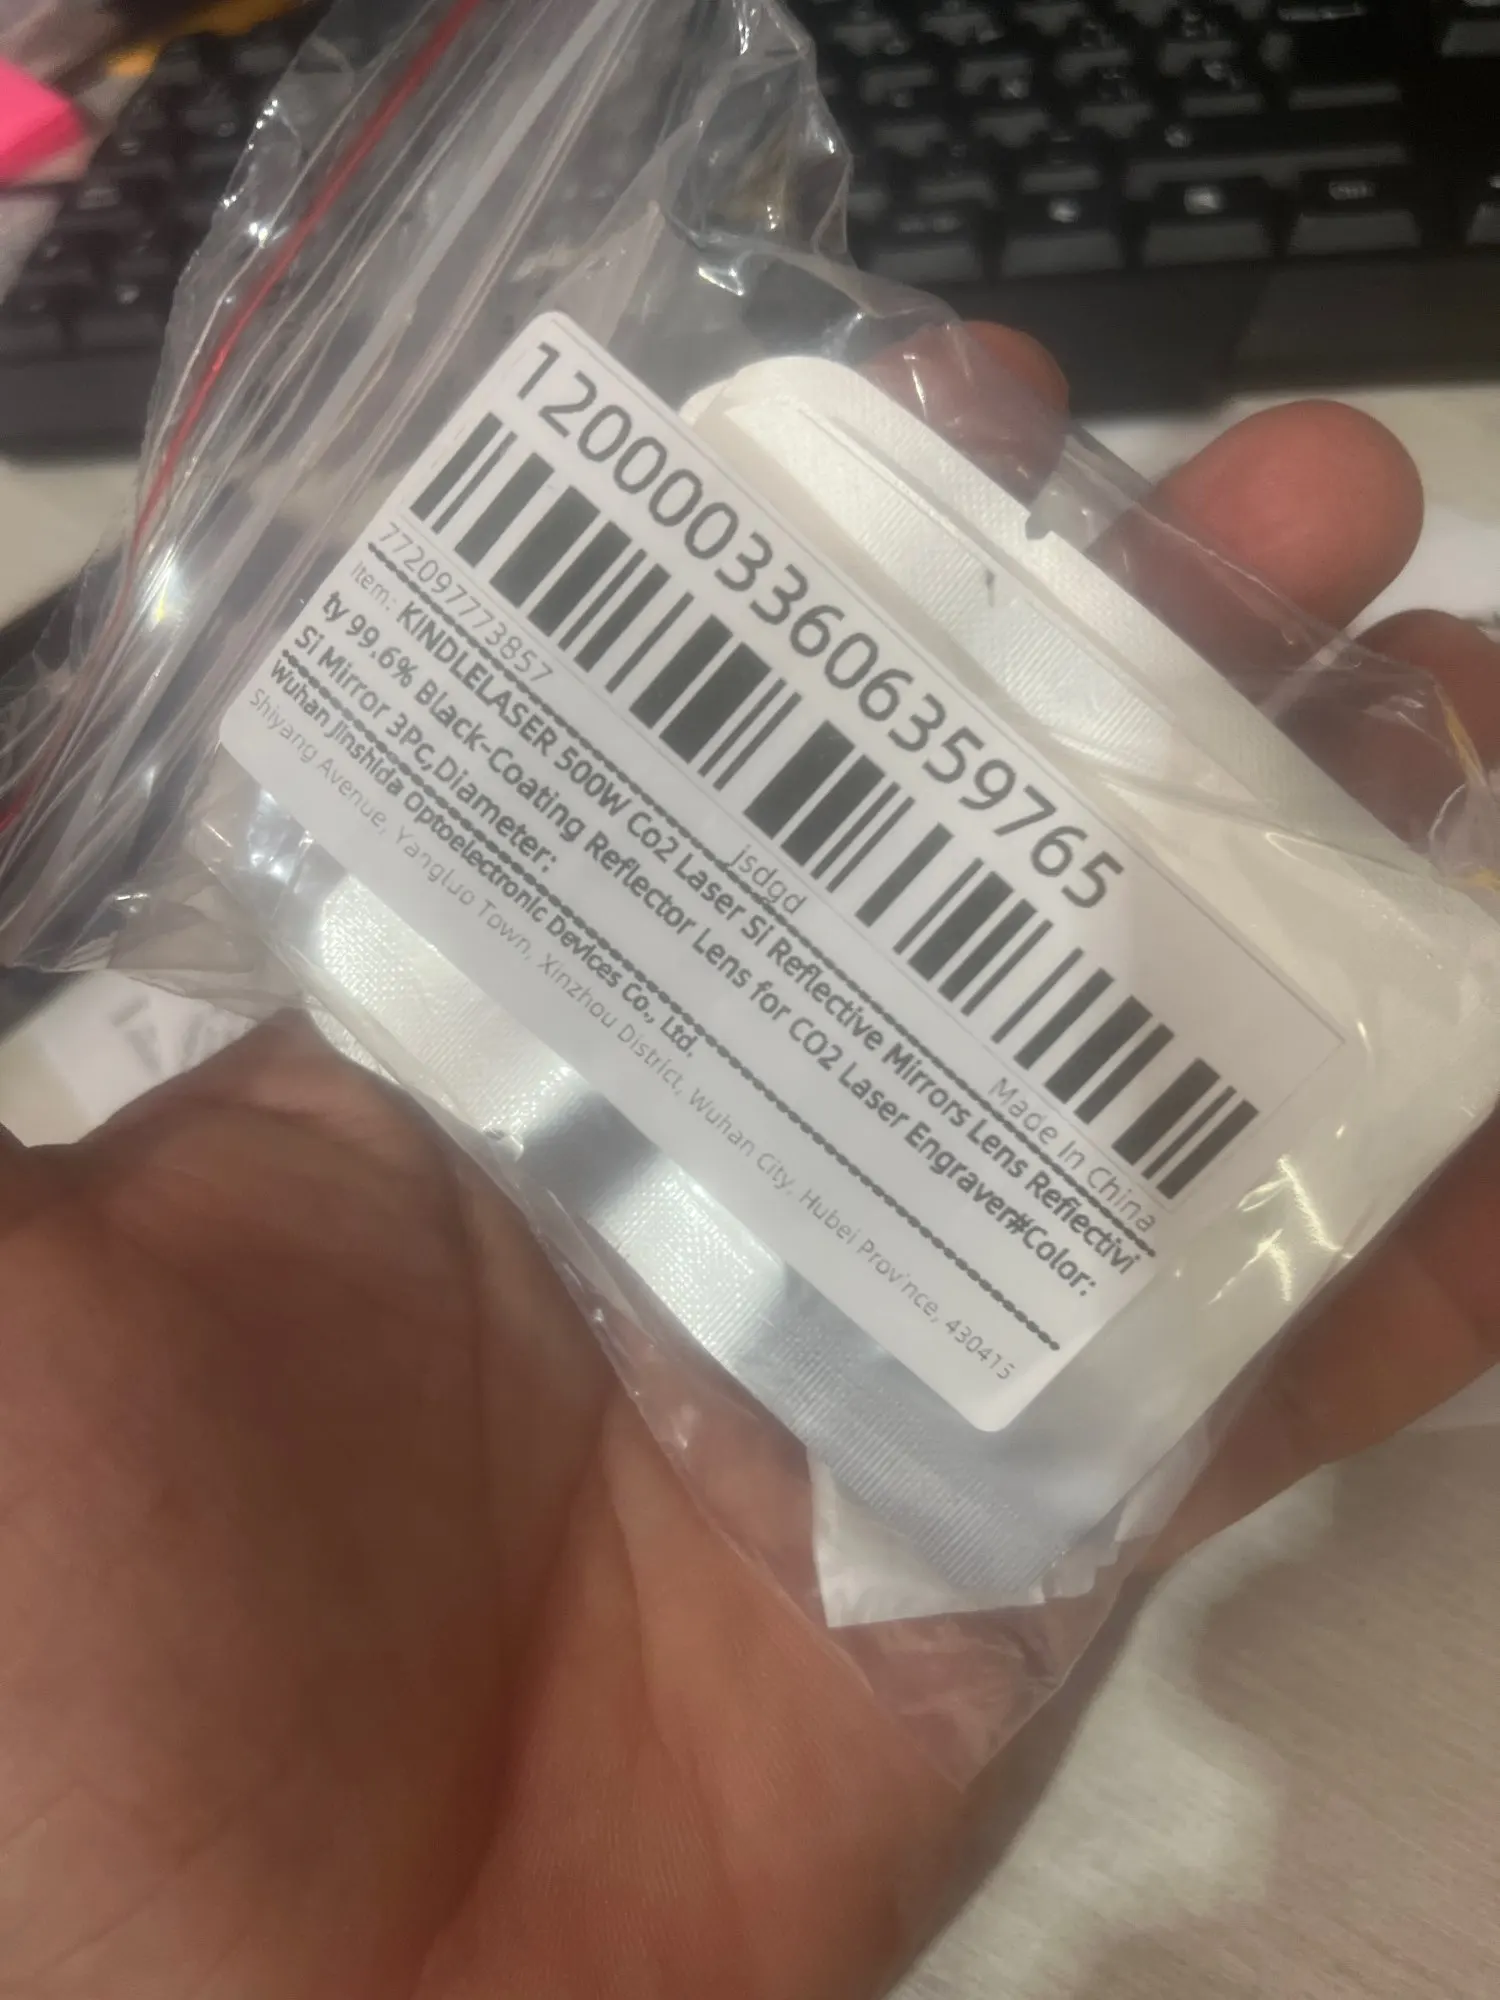 12000033606359765
772097773857 jsdgd Made In China
Item: KINDLELASER 500W Co2 Laser Si Reflective Mirrors Lens Reflectivi
ty 99.6% Black-Coating Reflector Lens for CO2 Laser Engraver#Color:
Si Mirror 3PC,Diameter:
Wuhan Jinshida Optoelectronic Devices Co., Ltd.
Shiyang Avenue, Yangluo Town, Xinzhou District, Wuhan City, Hubei Province, 430415